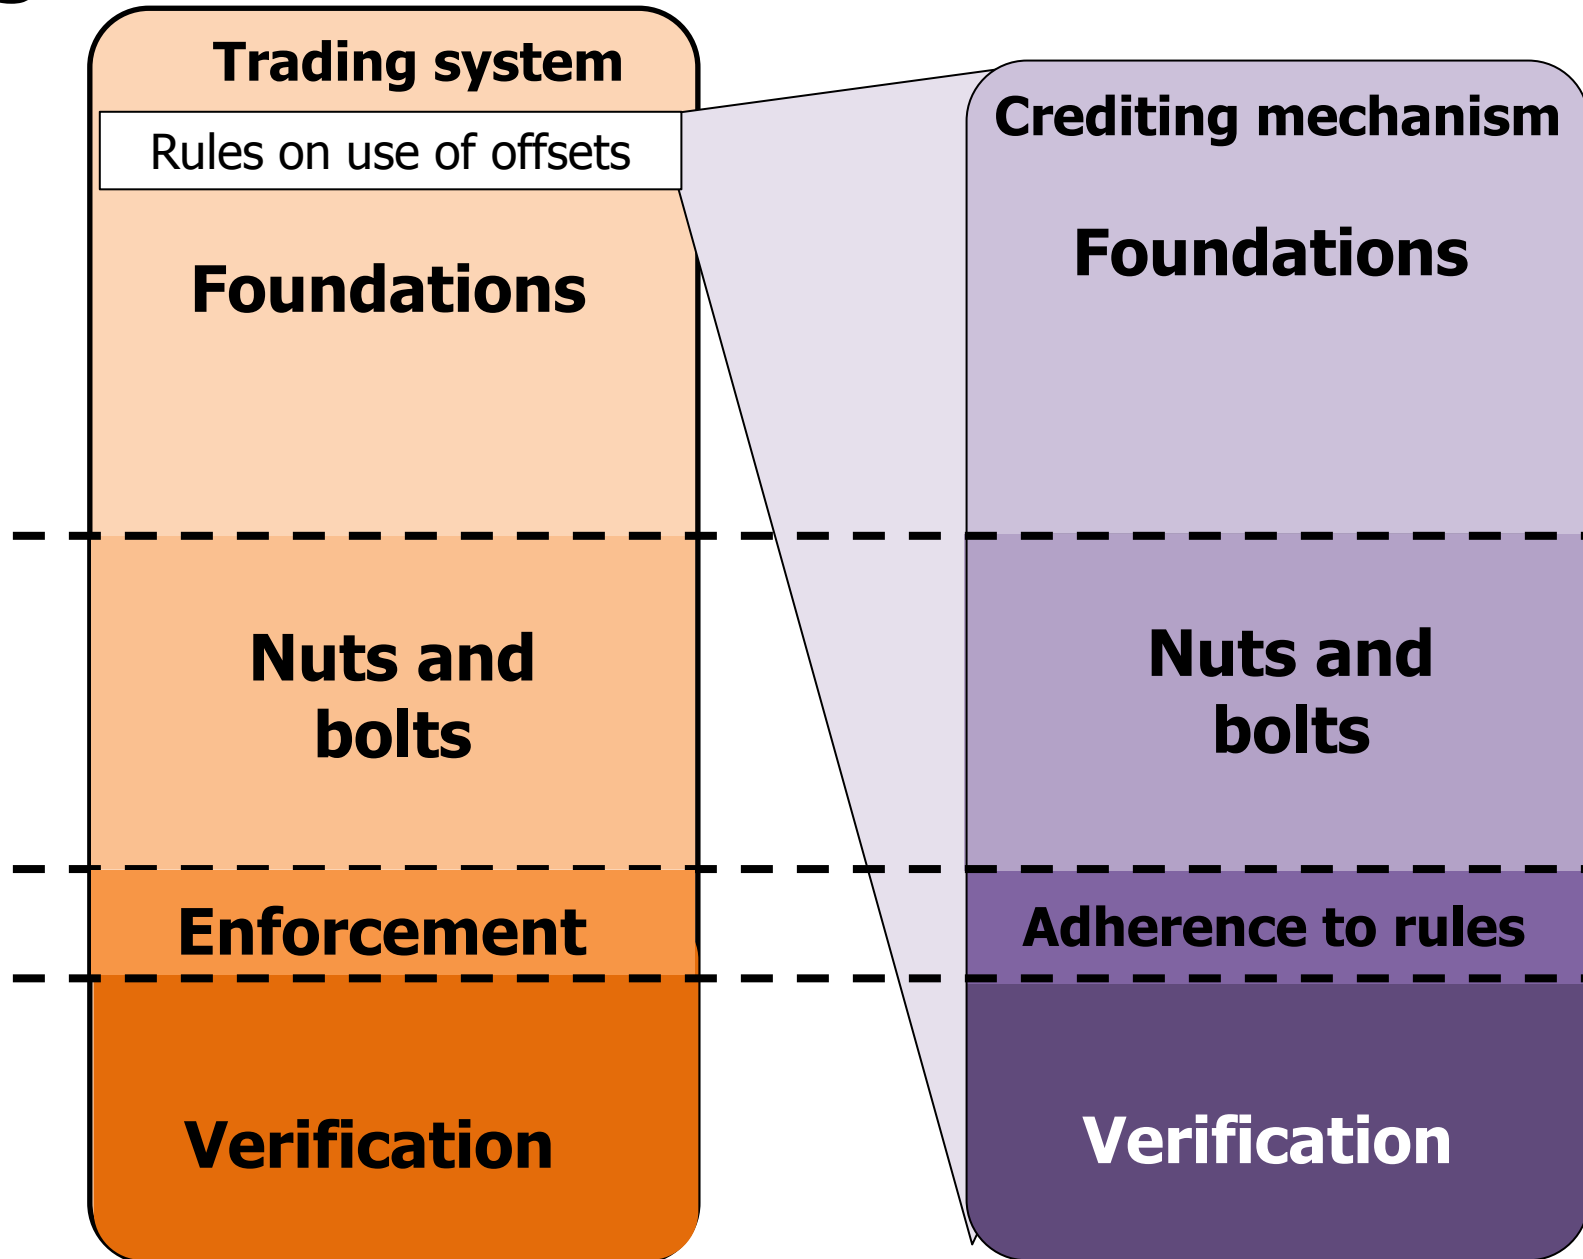 Trading system
Rules on use of offsets
Foundations
Nuts and
bolts
Enforcement
Verification
Crediting mechanism
Foundations
Nuts and
bolts
Adherence to rules
Verification